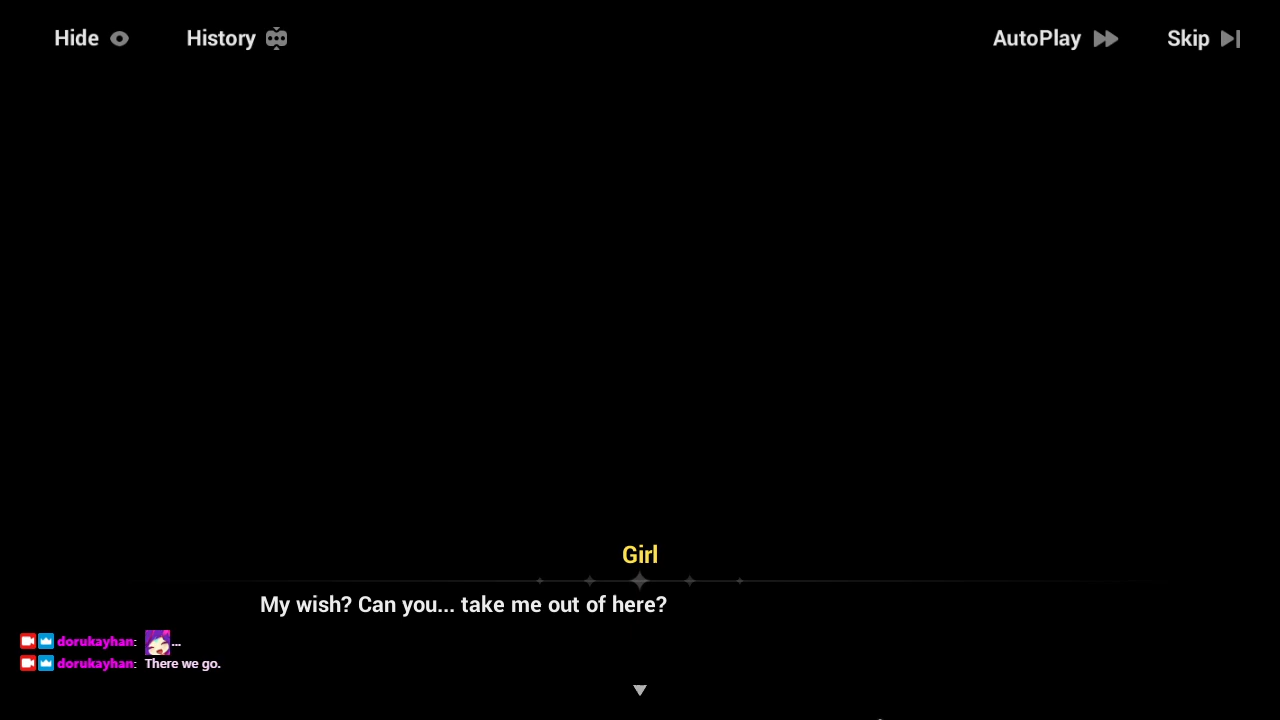 Hide
History
AutoPlay
Skip
Girl
My wish? Can you... take me out of here?
dorukayhan: ...
dorukayhan: There we go.